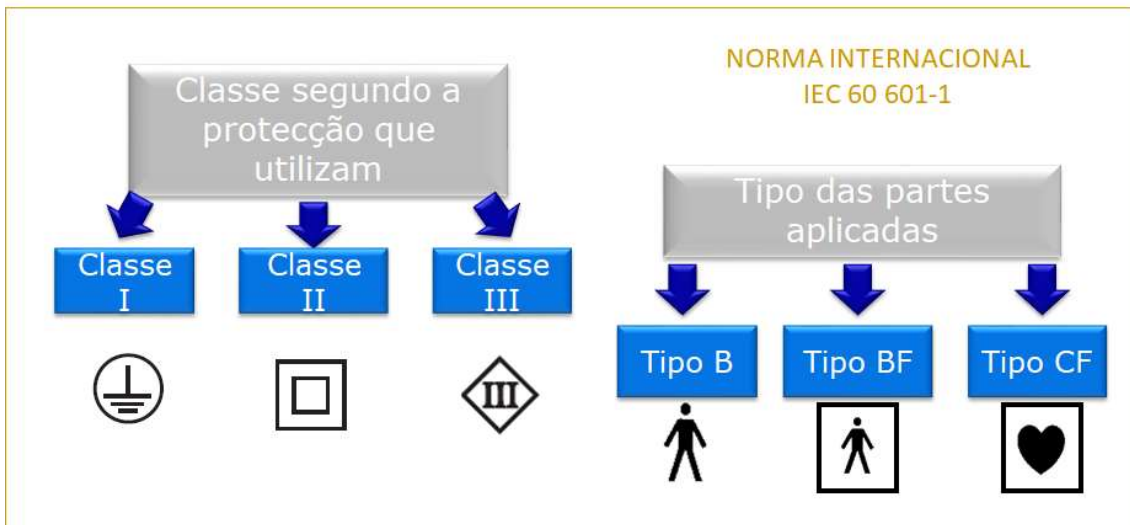 Classe segundo a
protecção que
utilizam
Classe
I
Classe
II
Classe
III
III
NORMA INTERNACIONAL
IEC 60 601-1
Tipo das partes
aplicadas
Tipo B
Tipo BF
Tipo CF